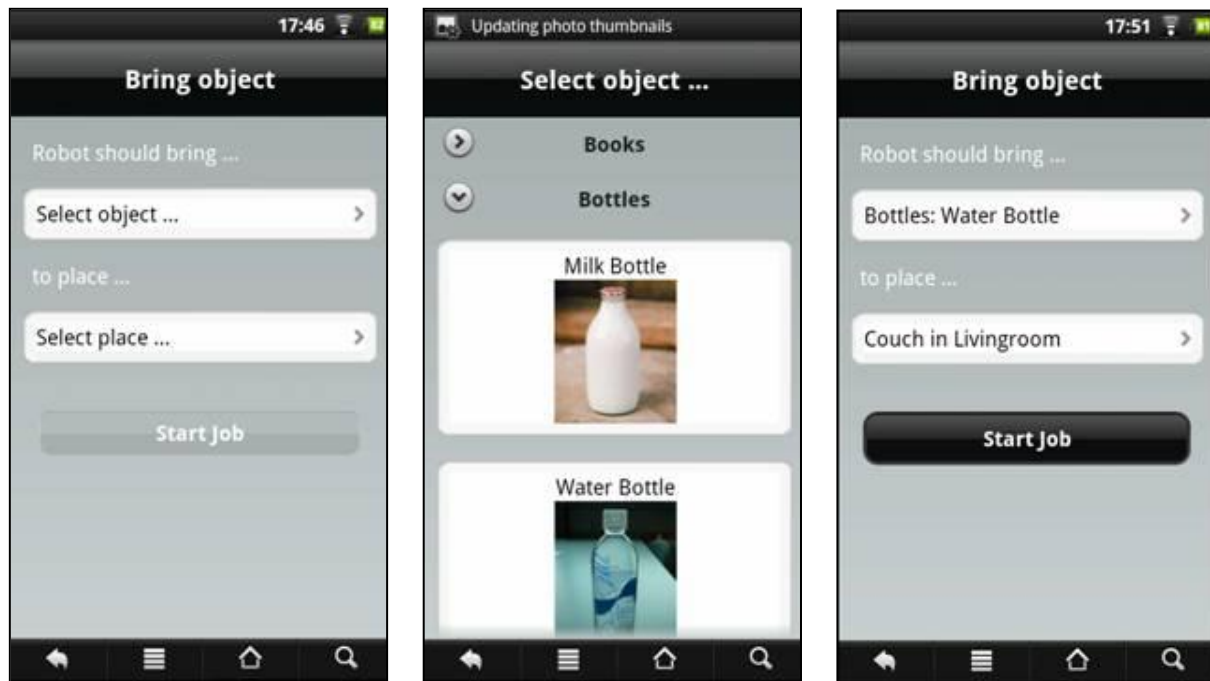 17:46
Bring object
Robot should bring ...
Select object ...
to place ...
Select place ...
Start Job
Updating photo thumbnails
Select object ...
Books
Bottles
Milk Bottle
Water Bottle
17:51
Bring object
Robot should bring ...
Bottles: Water Bottle
to place ...
Couch in Livingroom
Start Job